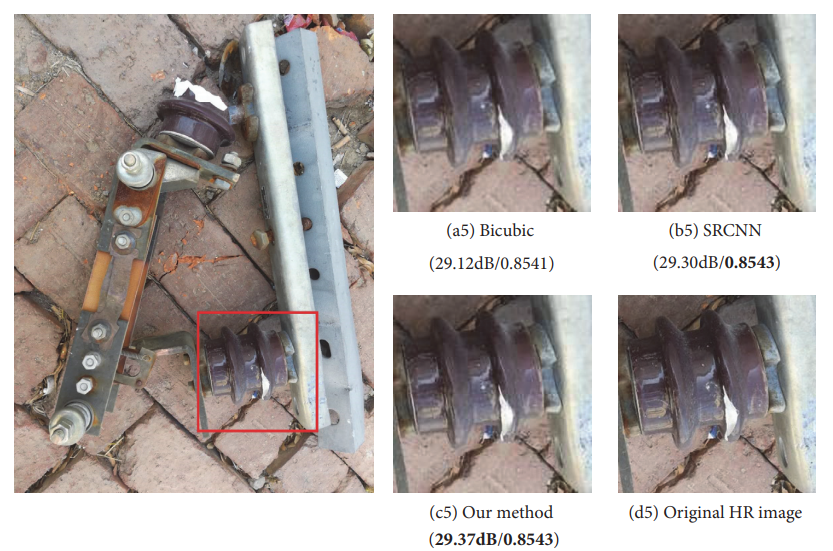 (a5) Bicubic
(29.12dB/0.8541)
(b5) SRCNN
(29.30dB/0.8543)
(c5) Our method
(29.37dB/0.8543)
(d5) Original HR image